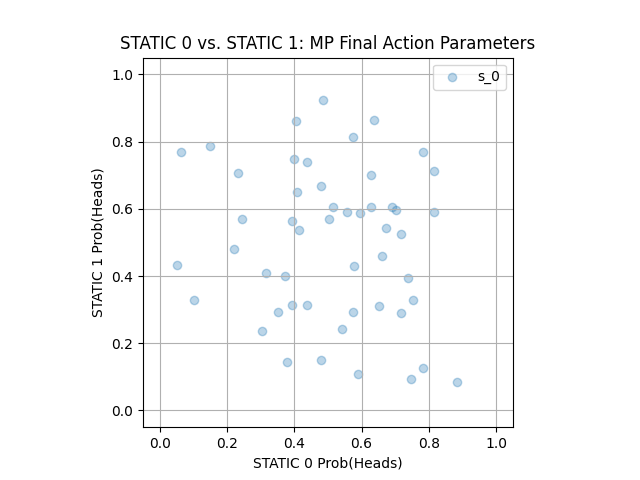 STATIC 0 vs. STATIC 1: MP Final Action Parameters
s_0
1.0
0.8
0.6
0.4
0.2
0.0
STATIC 1 Prob(Heads)
0.0 0.2 0.4 0.6 0.8 1.0
STATIC 0 Prob(Heads)